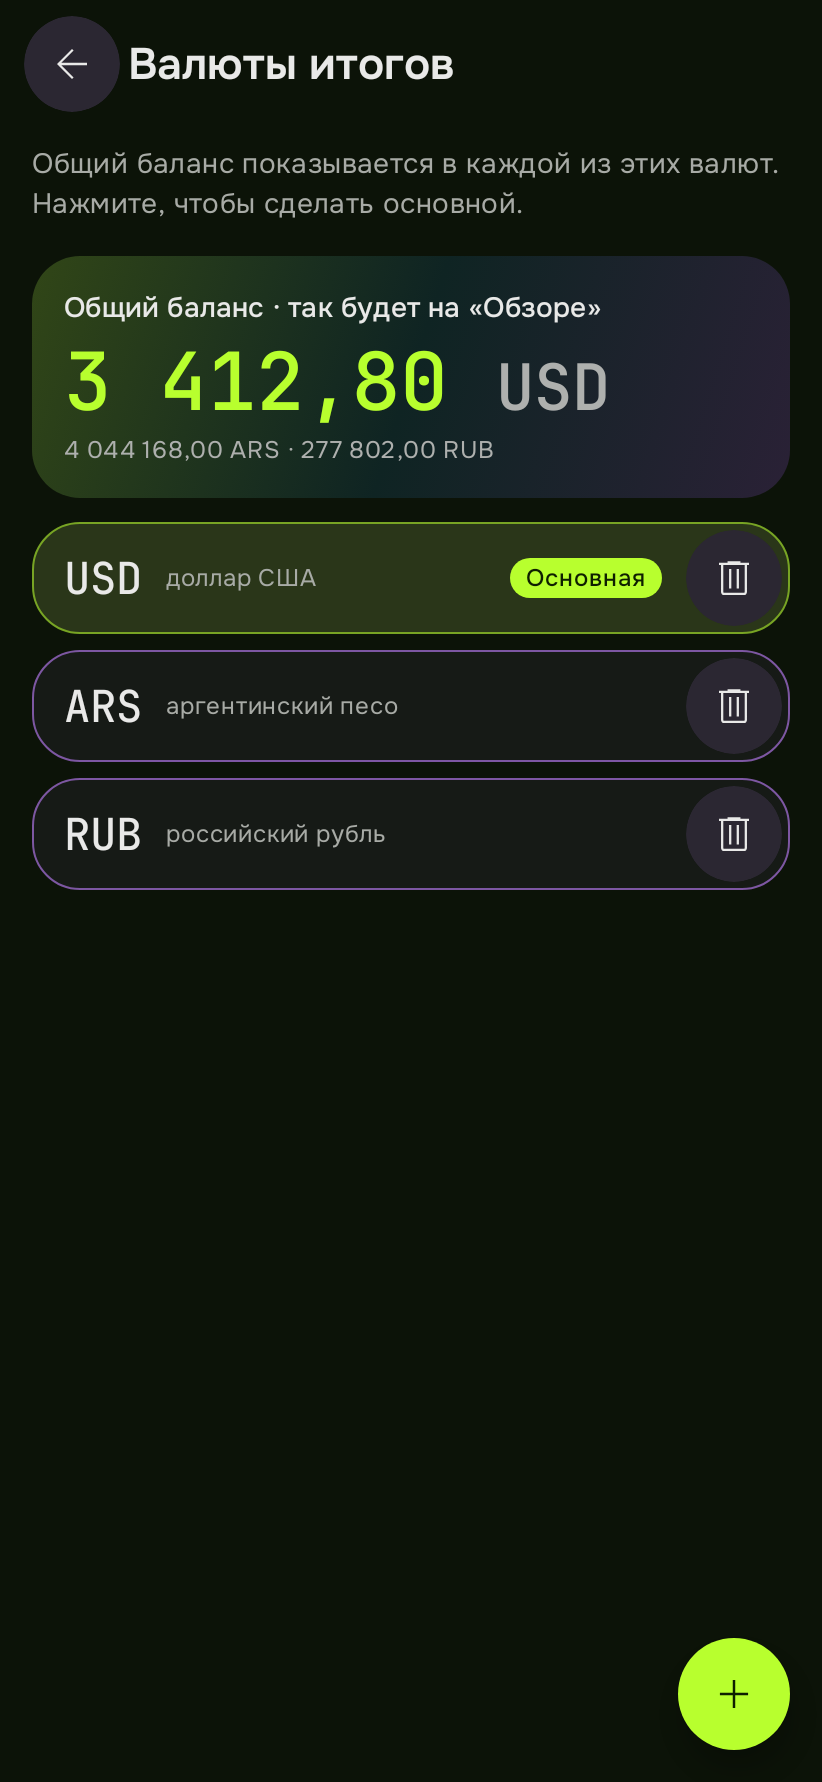 Валюты итогов
Общий баланс показывается в каждой из этих валют.
Нажмите, чтобы сделать основной.
Общий баланс · так будет на «Обзоре»
3 412,80 USD
4 044 168,00 ARS · 277 802,00 RUB
USD доллар США Основная
ARS аргентинский песо
RUB российский рубль